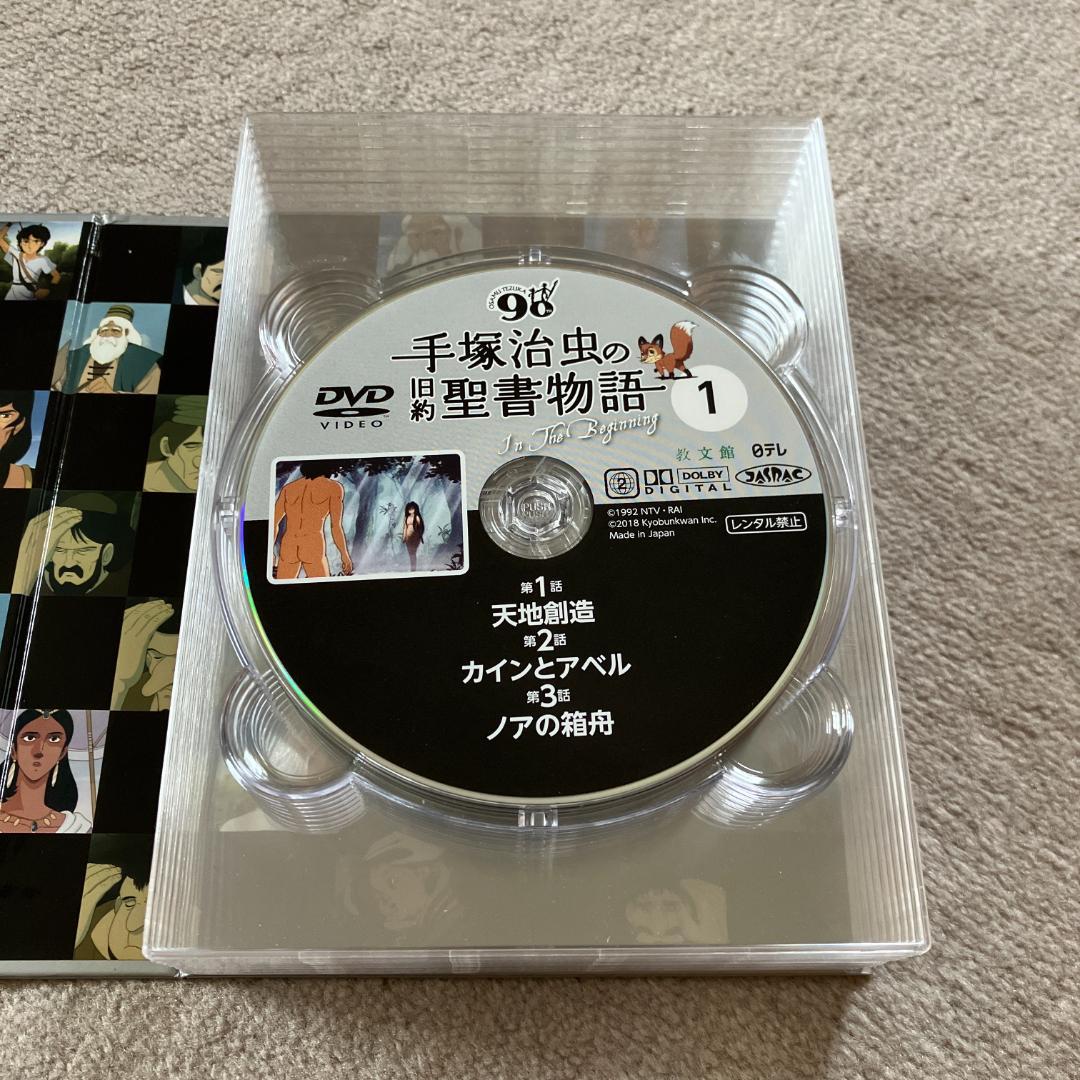 OSAMU TEZUKA
90th
手塚治虫の
旧約 聖書物語
In The Beginning
1
DVD
VIDEO
教文館 日テレ
2
DOLBY
DIGITAL
JASRAC
©1992 NTV・RAI
©2018 Kyobunkwan Inc.
Made in Japan
レンタル禁止
PUSH
第1話
天地創造
第2話
カインとアベル
第3話
ノアの箱舟